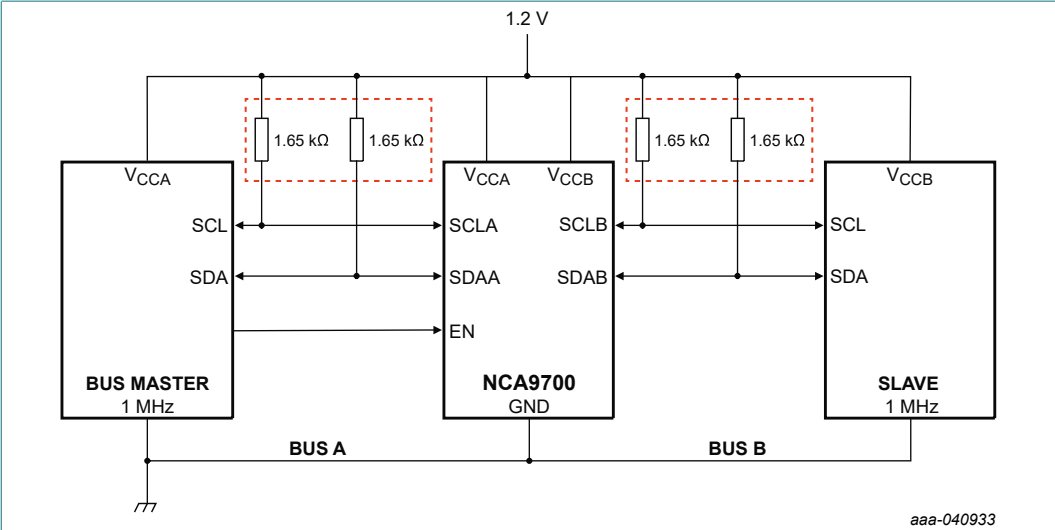 1.2 V
1.65 kΩ
1.65 kΩ
1.65 kΩ
1.65 kΩ
VCCA
VCCA
VCCB
VCCB
SCL
SCLA
SCLB
SCL
SDA
SDAA
SDAB
SDA
EN
BUS MASTER
1 MHz
NCA9700
GND
SLAVE
1 MHz
BUS A
BUS B
aaa-040933